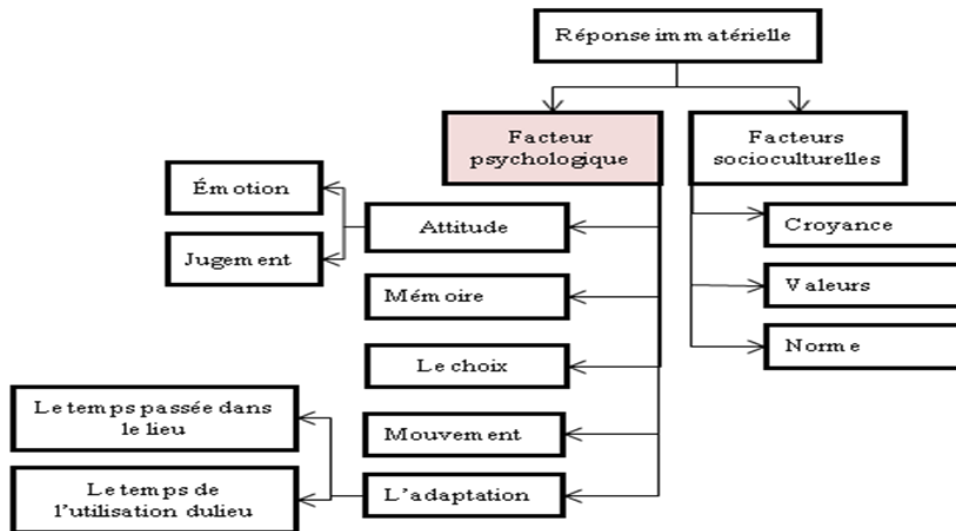 Réponse immatérielle
Facteur
psychologique
Facteurs
socioculturelles
Émotion
Jugement
Attitude
Mémoire
Le choix
Mouvement
L'adaptation
Le temps passée dans
le lieu
Le temps de
l'utilisation dulieu
Croyance
Valeurs
Norme